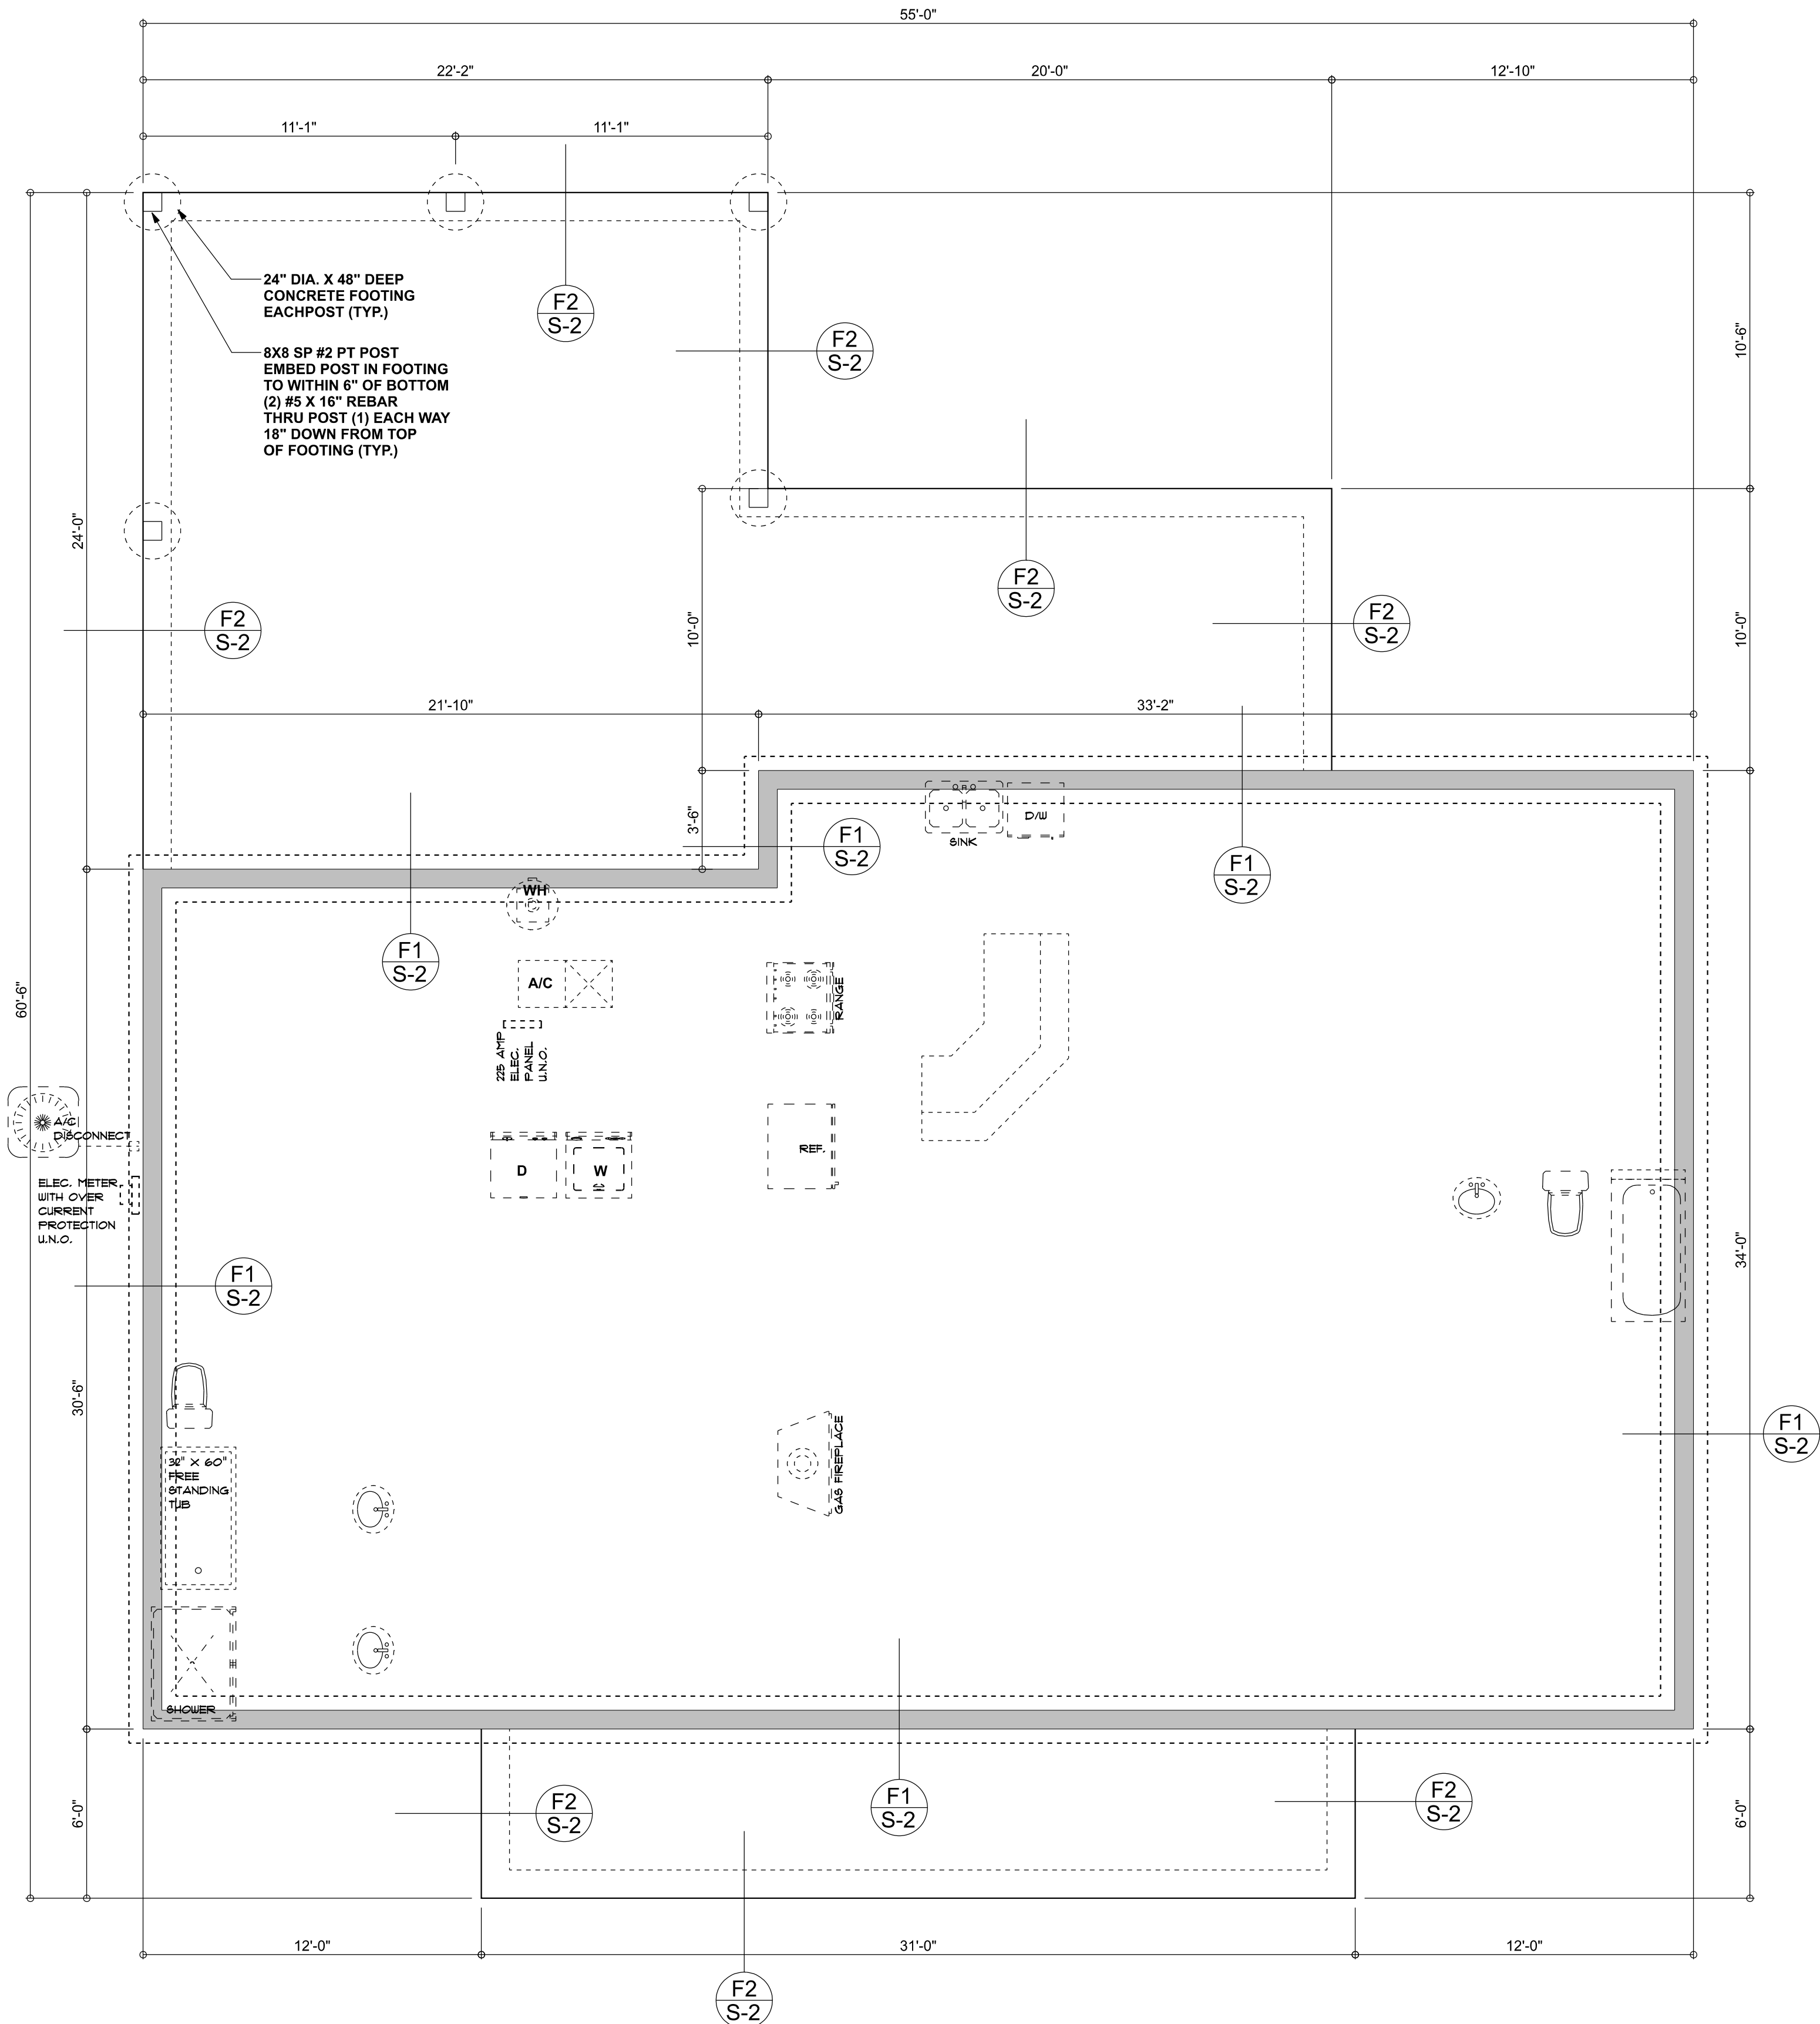 55'-0"
22'-2"
20'-0"
12'-10"
11'-1"
11'-1"
24" DIA. X 48" DEEP
CONCRETE FOOTING
EACHPOST (TYP.)
F2
S-2
F2
S-2
10'-6"
8X8 SP #2 PT POST
EMBED POST IN FOOTING
TO WITHIN 6" OF BOTTOM
(2) #5 X 16" REBAR
THRU POST (1) EACH WAY
18" DOWN FROM TOP
OF FOOTING (TYP.)
24'-0"
F2
S-2
F2
S-2
10'-0"
F2
S-2
10'-0"
21'-10"
33'-2"
3'-6"
F1
S-2
SINK
D/W
F1
S-2
WH
F1
S-2
A/C
RANGE
60'-6"
225 AMP
ELEC.
PANEL
U.N.O.
A/C
DISCONNECT
D
W
REF.
ELEC. METER
WITH OVER
CURRENT
PROTECTION
U.N.O.
34'-0"
F1
S-2
30'-6"
F1
S-2
32" X 60"
FREE
STANDING
TUB
GAS FIREPLACE
SHOWER
6'-0"
F2
S-2
F1
S-2
F2
S-2
6'-0"
12'-0"
31'-0"
12'-0"
F2
S-2